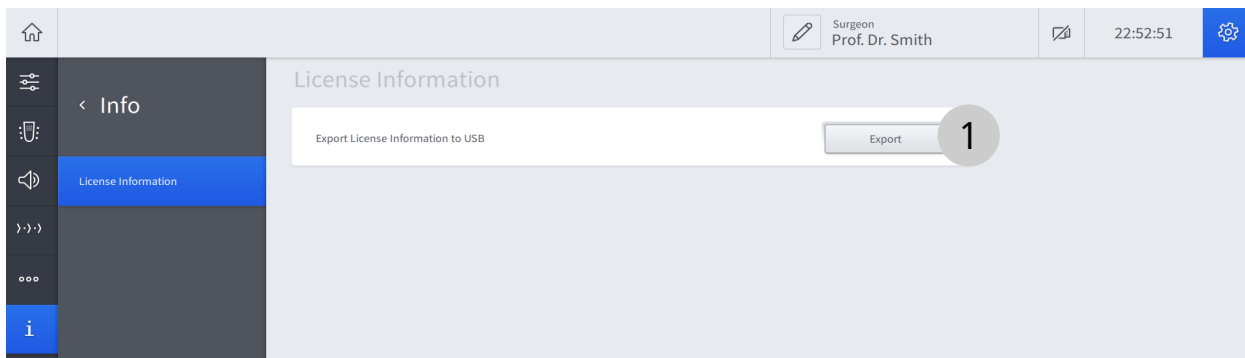 Surgeon
Prof. Dr. Smith
22:52:51
License Information
< Info
Export License Information to USB
Export
1
License Information
i